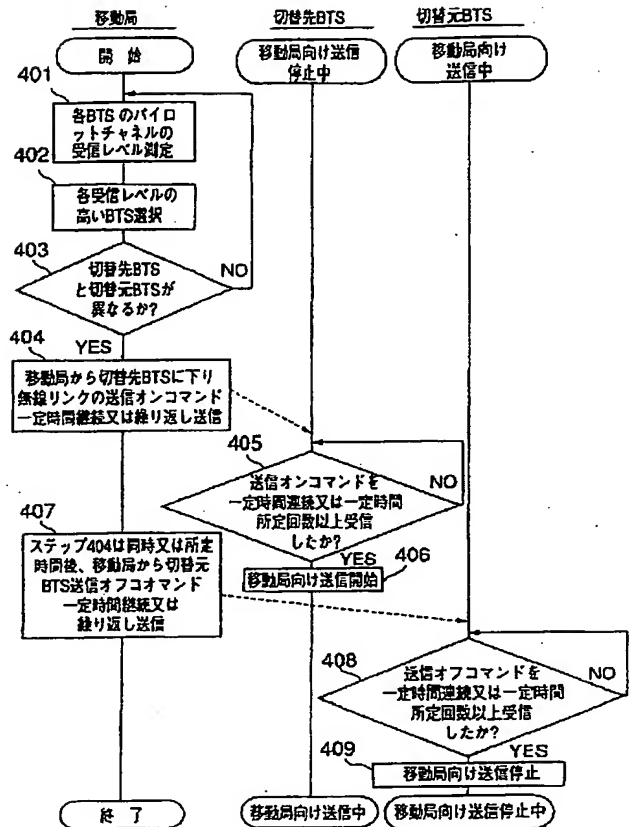 移動局
切替先BTS
切替元BTS
開 始
移動局向け送信
停止中
移動局向け
送信中
401
各BTSのパイロ
ットチャネルの
受信レベル測定
402
各受信レベルの
高いBTS選択
403
切替先BTS
と切替元BTSが
異なるか?
NO
YES
404
移動局から切替先BTSに下り
無線リンクの送信オンコマンド
一定時間継続又は繰り返し送信
405
送信オンコマンドを
一定時間連続又は一定時間
所定回数以上受信
したか?
NO
YES
406
移動局向け送信開始
407
ステップ404は同時又は所定
時間後、移動局から切替元
BTS送信オフコオマンド
一定時間継続又は
繰り返し送信
408
送信オフコマンドを
一定時間連続又は一定時間
所定回数以上受信
したか?
NO
YES
409
移動局向け送信停止
終 了
移動局向け送信中
移動局向け送信停止中